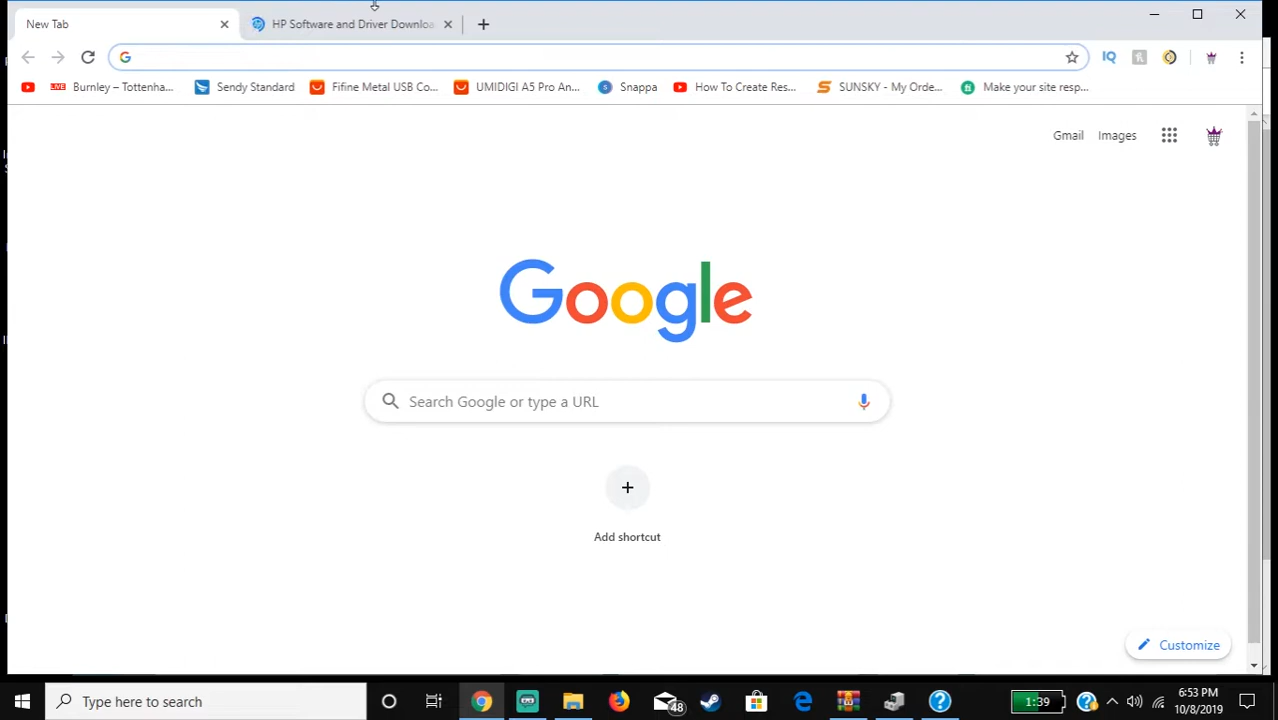 New Tab
HP Software and Driver Downloa
LIVE Burnley – Tottenha...
Sendy Standard
Fifine Metal USB Co...
UMIDIGI A5 Pro An...
Snappa
How To Create Res...
SUNSKY - My Orde...
Make your site resp...
Gmail Images
Google
Search Google or type a URL
Add shortcut
Customize
Type here to search
48
1:39
6:53 PM
10/8/2019